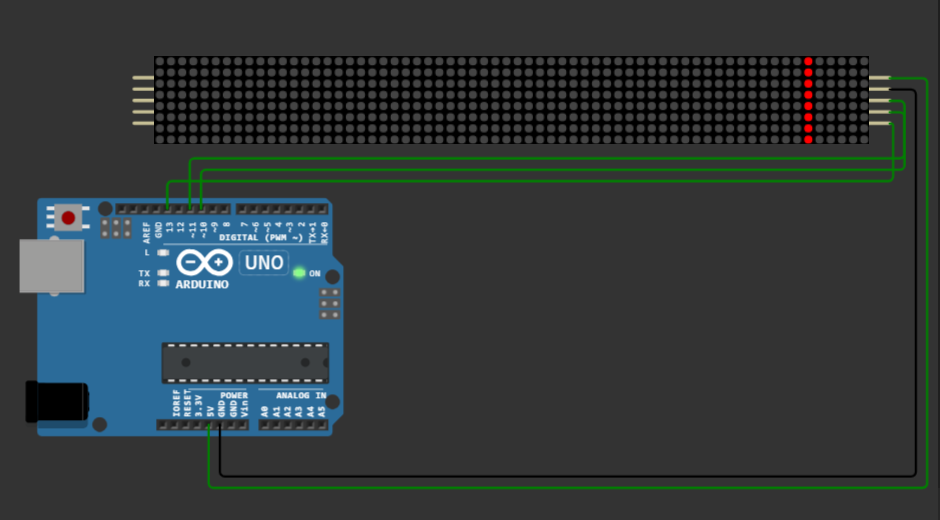 AREF
GND
13
12
~11
~10
~9
8
7
~6
~5
4
~3
2
TX→1
RX←0
DIGITAL (PWM ~)
L
TX
RX
UNO
ON
ARDUINO
POWER
ANALOG IN
IOREF
RESET
3.3V
5V
GND
GND
Vin
A0
A1
A2
A3
A4
A5